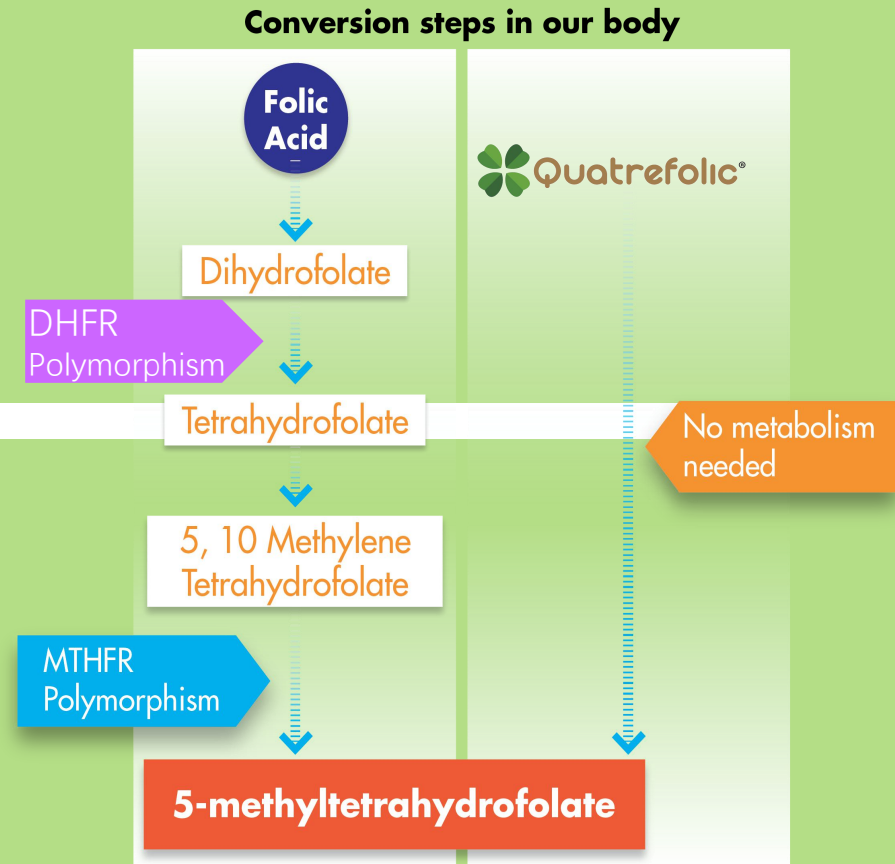 Conversion steps in our body
Folic
Acid
Quatrefolic®
Dihydrofolate
DHFR
Polymorphism
Tetrahydrofolate
No metabolism
needed
5, 10 Methylene
Tetrahydrofolate
MTHFR
Polymorphism
5-methyltetrahydrofolate